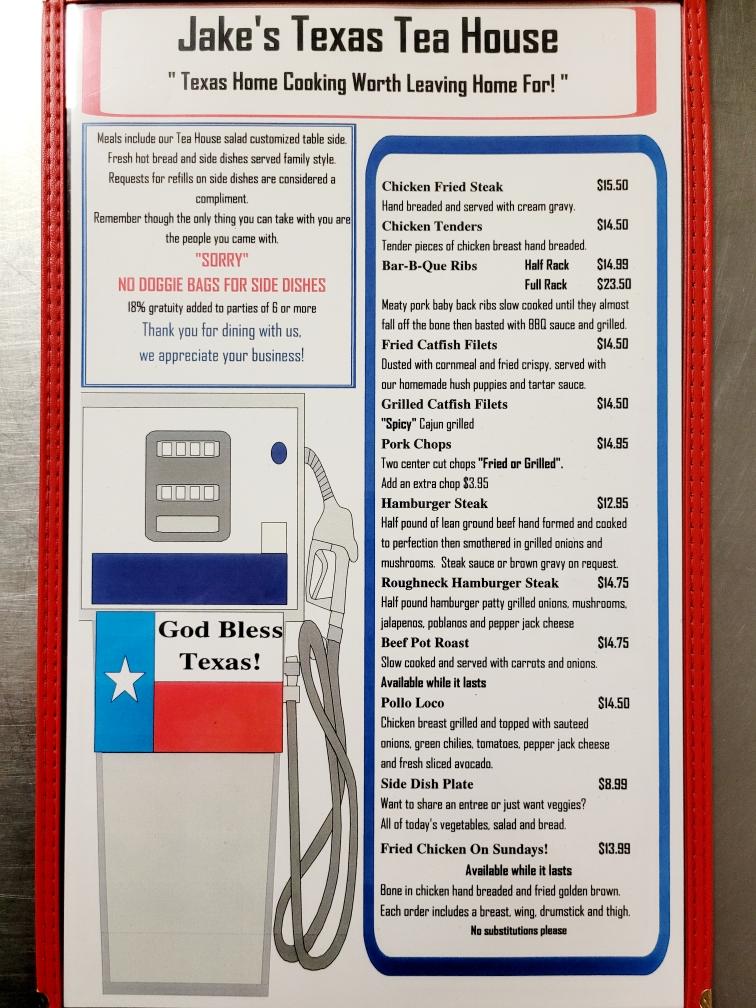 Jake's Texas Tea House
" Texas Home Cooking Worth Leaving Home For! "
Meals include our Tea House salad customized table side.
Fresh hot bread and side dishes served family style.
Requests for refills on side dishes are considered a
compliment.
Remember though the only thing you can take with you are
the people you came with.
"SORRY"
NO DOGGIE BAGS FOR SIDE DISHES
18% gratuity added to parties of 6 or more
Thank you for dining with us,
we appreciate your business!
God Bless
Texas!
Chicken Fried Steak $15.50
Hand breaded and served with cream gravy.
Chicken Tenders $14.50
Tender pieces of chicken breast hand breaded.
Bar-B-Que Ribs Half Rack $14.99
Full Rack $23.50
Meaty pork baby back ribs slow cooked until they almost
fall off the bone then basted with BBQ sauce and grilled.
Fried Catfish Filets $14.50
Dusted with cornmeal and fried crispy, served with
our homemade hush puppies and tartar sauce.
Grilled Catfish Filets $14.50
"Spicy" Cajun grilled
Pork Chops $14.95
Two center cut chops "Fried or Grilled".
Add an extra chop $3.95
Hamburger Steak $12.95
Half pound of lean ground beef hand formed and cooked
to perfection then smothered in grilled onions and
mushrooms. Steak sauce or brown gravy on request.
Roughneck Hamburger Steak $14.75
Half pound hamburger patty grilled onions, mushrooms,
jalapenos, poblanos and pepper jack cheese
Beef Pot Roast $14.75
Slow cooked and served with carrots and onions.
Available while it lasts
Pollo Loco $14.50
Chicken breast grilled and topped with sauteed
onions, green chilies, tomatoes, pepper jack cheese
and fresh sliced avocado.
Side Dish Plate $8.99
Want to share an entree or just want veggies?
All of today's vegetables, salad and bread.
Fried Chicken On Sundays! $13.99
Available while it lasts
Bone in chicken hand breaded and fried golden brown.
Each order includes a breast, wing, drumstick and thigh.
No substitutions please